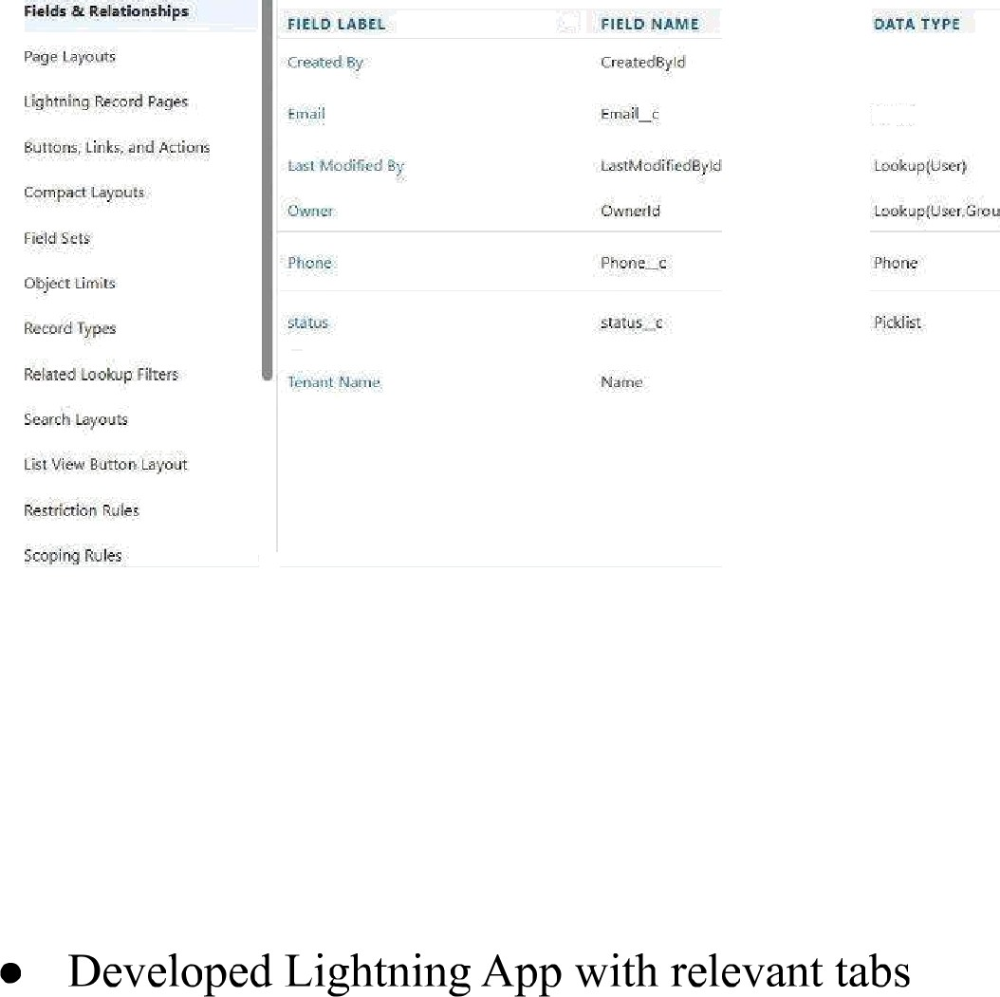 Fields & Relationships
Page Layouts
Lightning Record Pages
Buttons, Links, and Actions
Compact Layouts
Field Sets
Object Limits
Record Types
Related Lookup Filters
Search Layouts
List View Button Layout
Restriction Rules
Scoping Rules
FIELD LABEL FIELD NAME DATA TYPE
Created By CreatedById
Email Email__c
Last Modified By LastModifiedById Lookup(User)
Owner OwnerId Lookup(User,Grou
Phone Phone__c Phone
status status__c Picklist
Tenant Name Name
● Developed Lightning App with relevant tabs